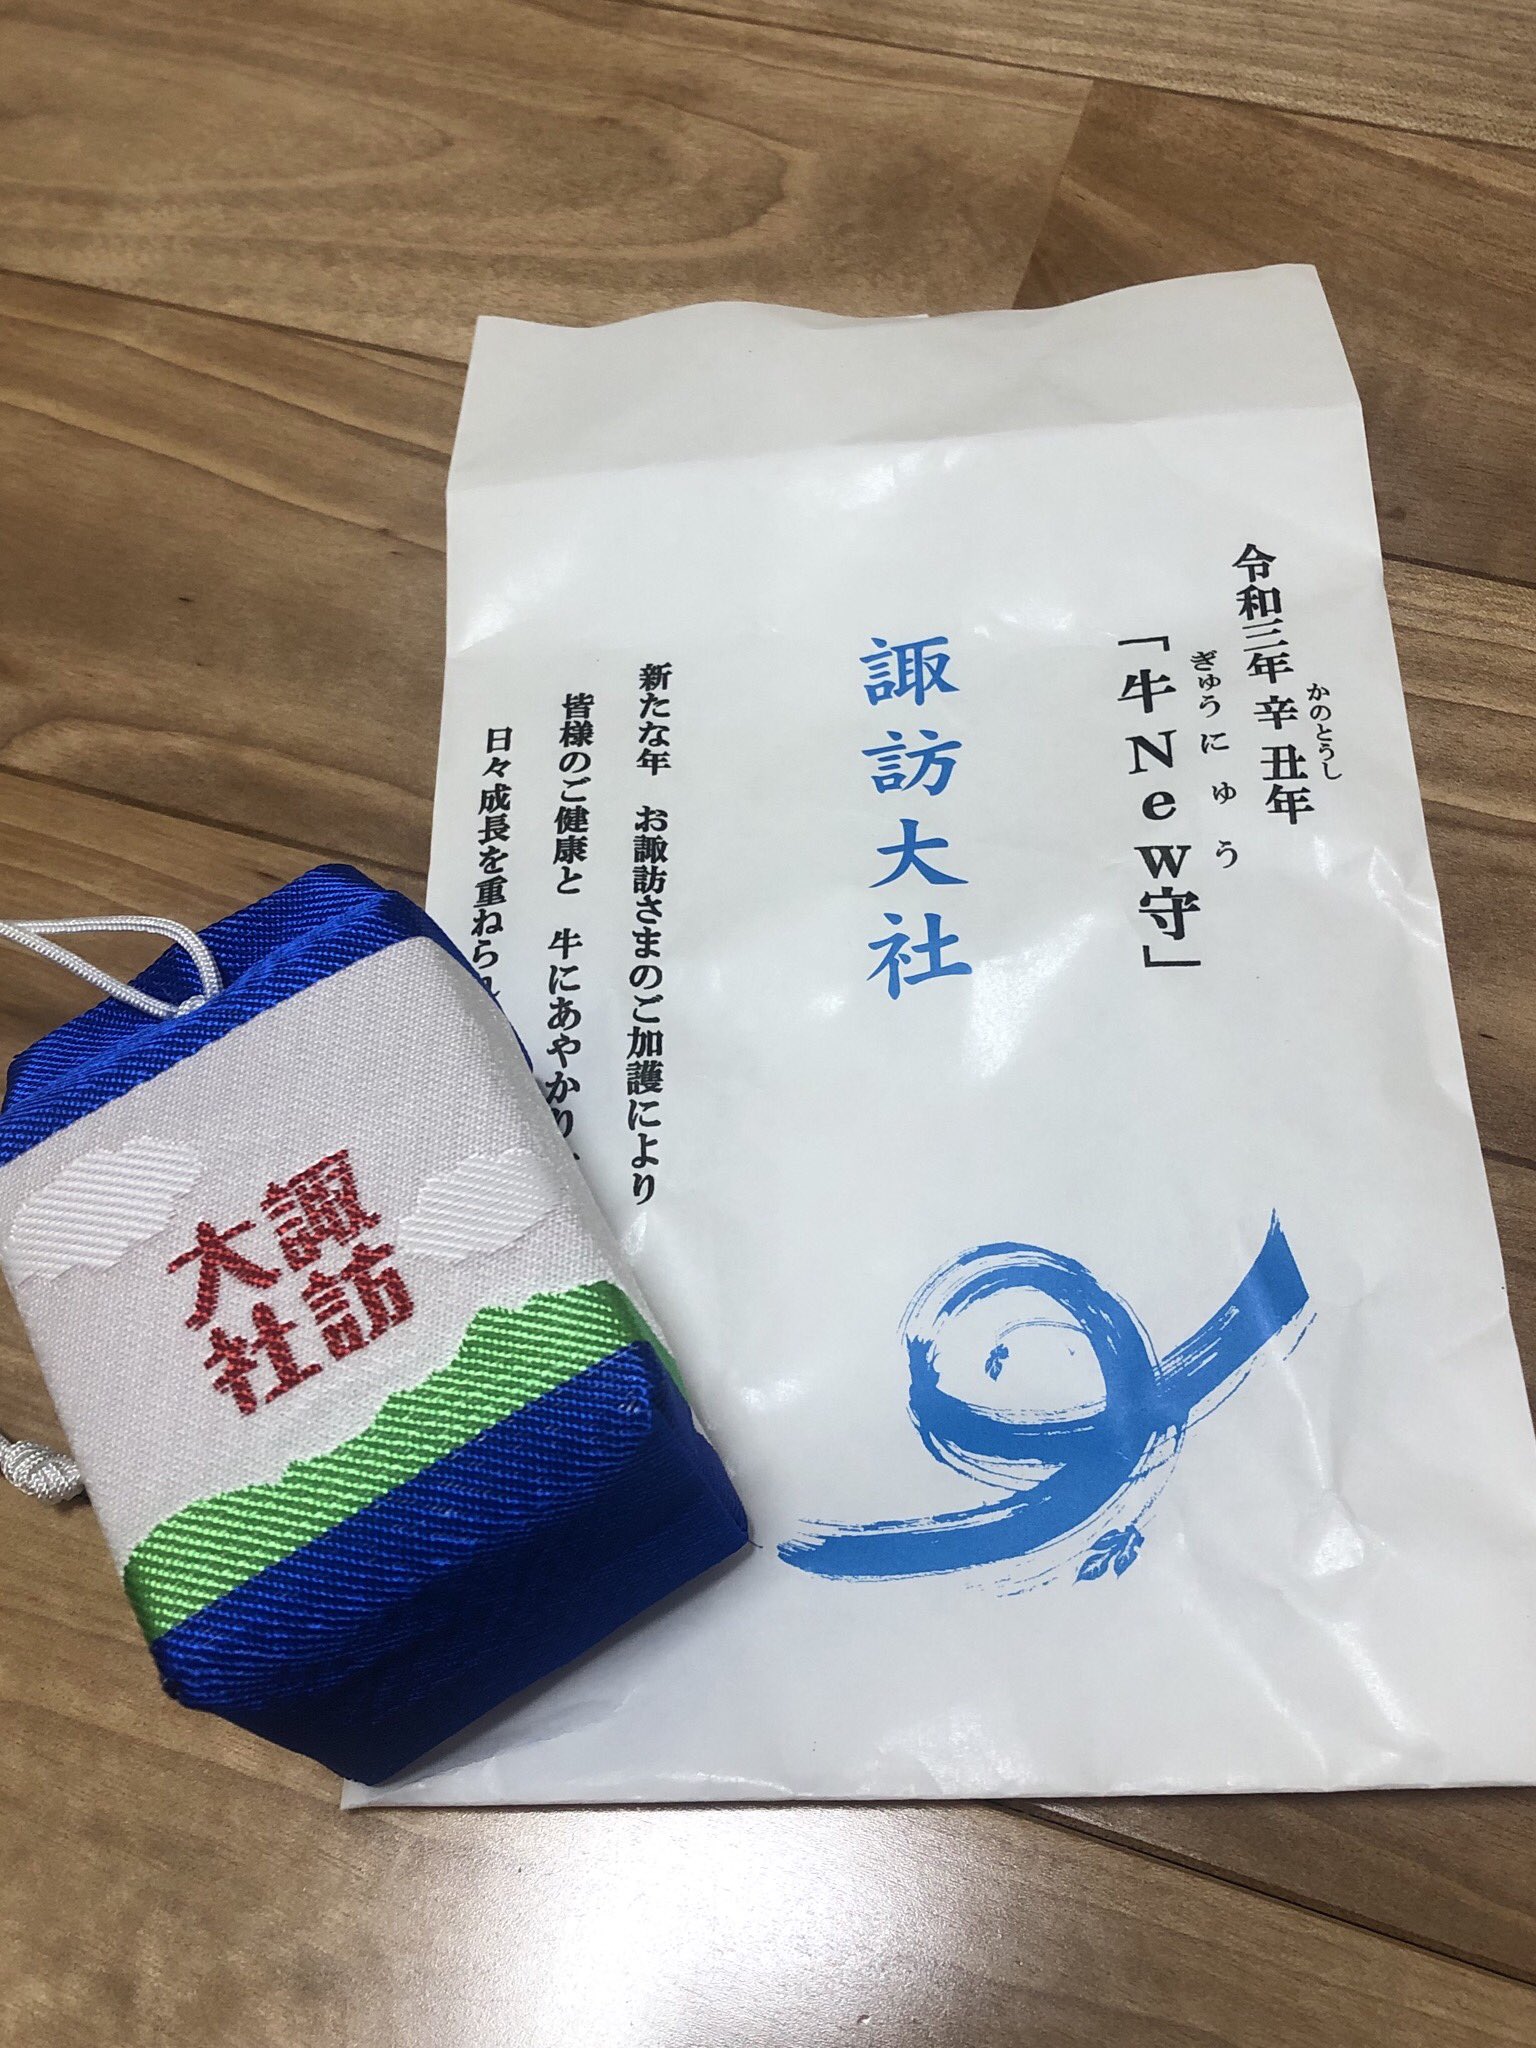 令和三年 辛丑年
かのとうし
「牛New守」
ぎゅうにゅう
諏訪大社
新たな年 お諏訪さまのご加護により
皆様のご健康と 牛にあやかり
日々成長を重ねられ
諏訪
大社